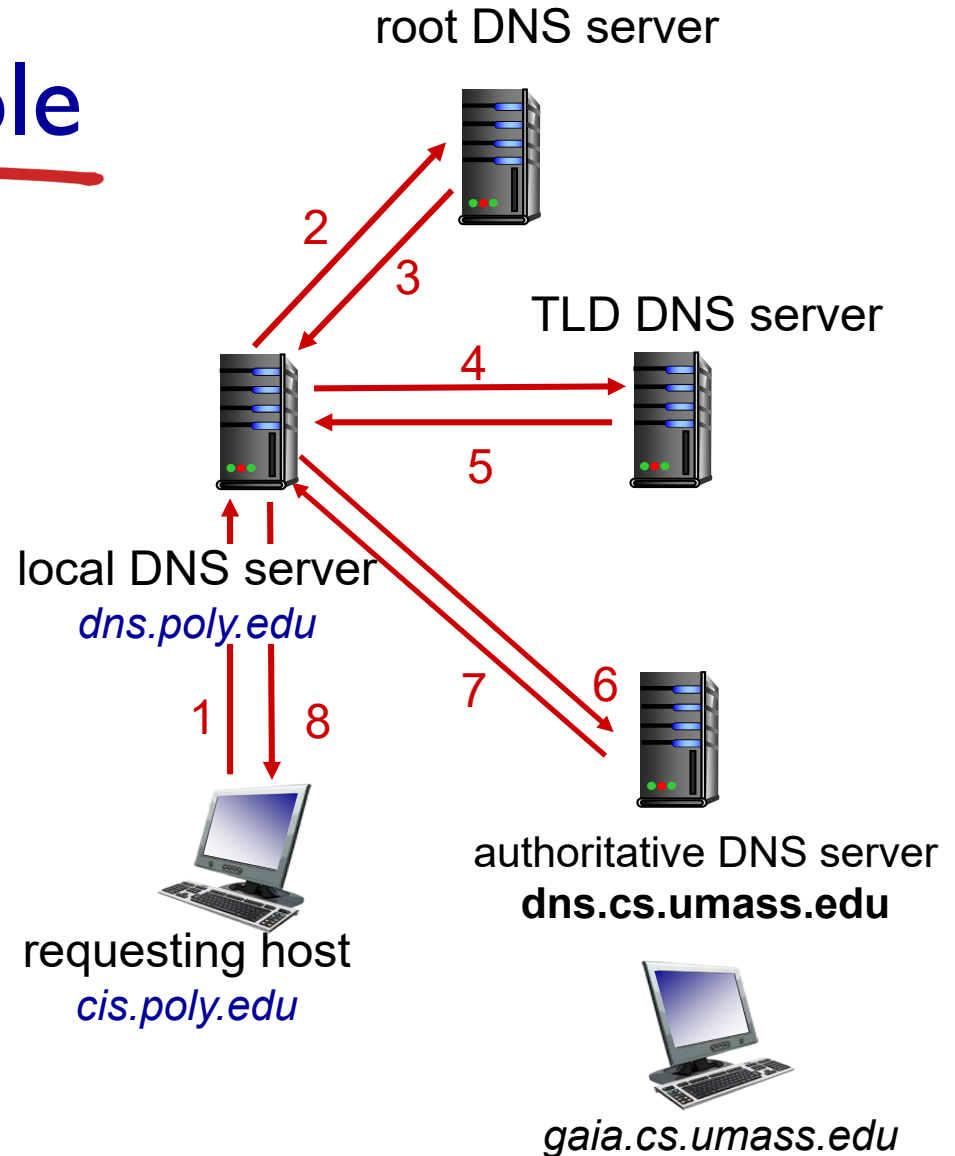 root DNS server
ole
2
3
TLD DNS server
4
5
local DNS server
dns.poly.edu
1
8
7
6
authoritative DNS server
dns.cs.umass.edu
requesting host
cis.poly.edu
gaia.cs.umass.edu